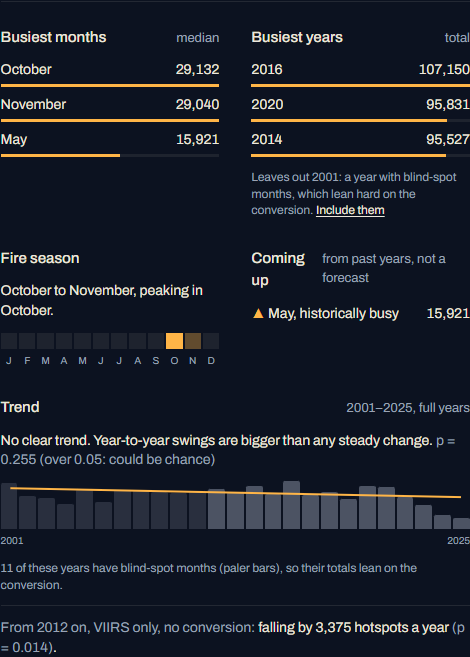 Busiest months median
October 29,132
November 29,040
May 15,921
Busiest years total
2016 107,150
2020 95,831
2014 95,527
Leaves out 2001: a year with blind-spot
months, which lean hard on the
conversion. Include them
Fire season
October to November, peaking in
October.
J F M A M J J A S O N D
Coming
up
from past years, not a
forecast
▲ May, historically busy 15,921
Trend 2001–2025, full years
No clear trend. Year-to-year swings are bigger than any steady change. p =
0.255 (over 0.05: could be chance)
2001 2025
11 of these years have blind-spot months (paler bars), so their totals lean on the
conversion.
From 2012 on, VIIRS only, no conversion: falling by 3,375 hotspots a year (p
= 0.014).